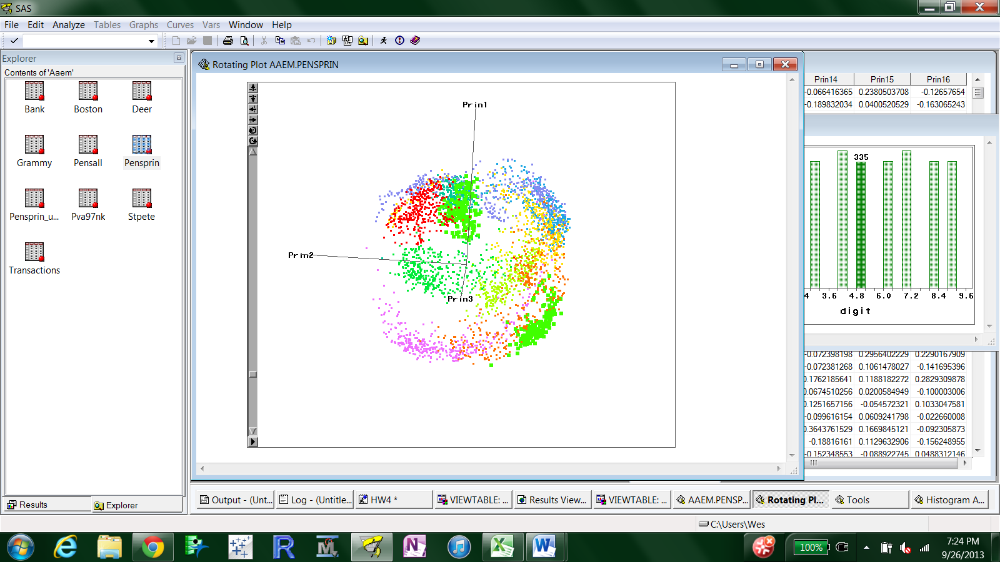 SAS
File Edit Analyze Tables Graphs Curves Vars Window Help
Explorer
Contents of 'Aaem'
Bank Boston Deer
Grammy Pensall Pensprin
Pensprin_u... Pva97nk Stpete
Transactions
Results Explorer
Rotating Plot AAEM.PENSPRIN
Prin1
Prin2
Prin3
Prin14 Prin15 Prin16
-0.066416365 0.2380503708 -0.12657654
-0.189832034 0.0400520529 -0.163065243
335
4 3.6 4.8 6.0 7.2 8.4 9.6
digit
-0.072398198 0.2956402229 0.2290167909
-0.072381268 0.1061478027 -0.141695396
0.1762185641 0.1188182272 0.2829309878
0.0674510256 0.0200584949 -0.100003006
0.1251657156 -0.054572321 0.1033047581
-0.099616154 0.0609241798 -0.022660008
0.3643761529 0.1669845121 -0.092305873
-0.18816161 0.1129632906 -0.156248955
-0.152348553 -0.088922745 0.0488312146
Output - (Unt... Log - (Untitle... HW4 * VIEWTABLE: ... Results View... VIEWTABLE: ... AAEM.PENSP... Rotating Pl... Tools Histogram A...
C:\Users\Wes
100%
7:24 PM
9/26/2013